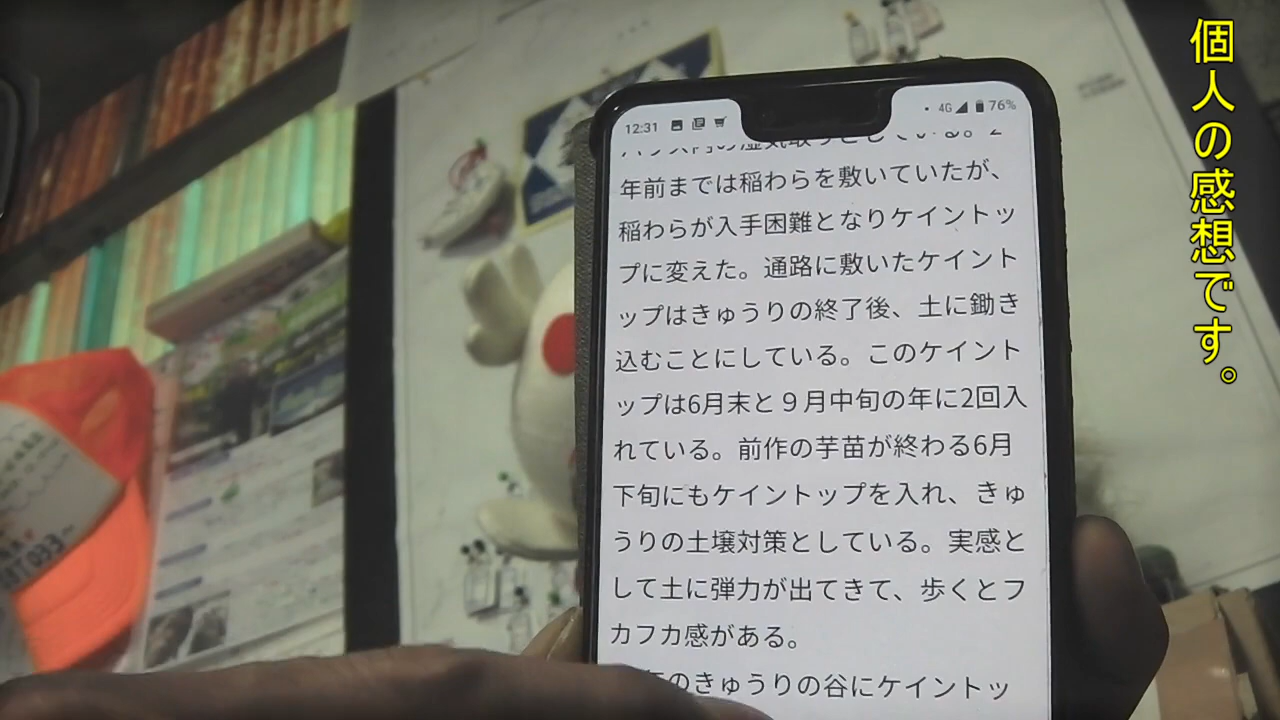 個人の感想です。
12:31
4G
76%
年前までは稲わらを敷いていたが、
稲わらが入手困難となりケイントッ
プに変えた。通路に敷いたケイント
ップはきゅうりの終了後、土に鋤き
込むことにしている。このケイント
ップは6月末と９月中旬の年に2回入
れている。前作の芋苗が終わる6月
下旬にもケイントップを入れ、きゅ
うりの土壌対策としている。実感と
して土に弾力が出てきて、歩くとフ
カフカ感がある。
のきゅうりの谷にケイントッ